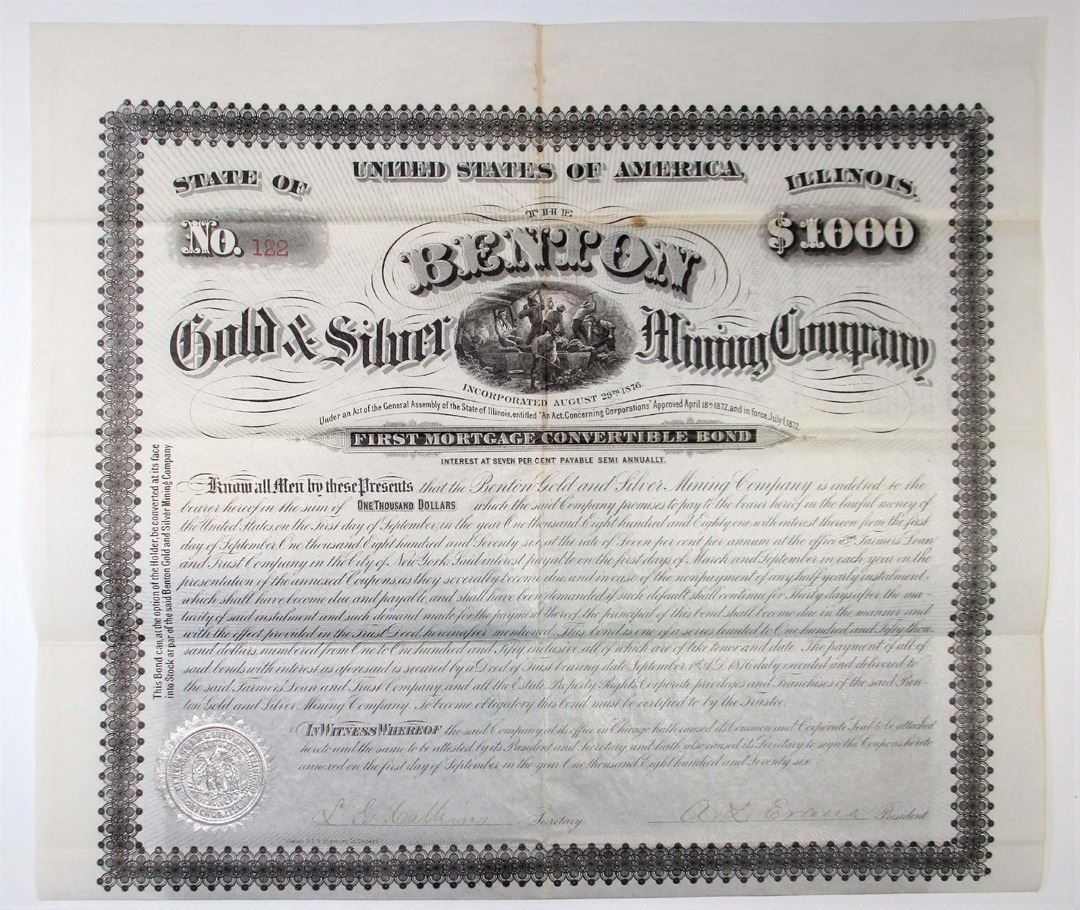 UNITED STATES OF AMERICA,
STATE OF
ILLINOIS.
No. 122
$1000
THE
BENTON
Gold & Silver Mining Company
INCORPORATED AUGUST 29TH 1876.
Under an Act of the General Assembly of the State of Illinois, entitled "An Act, Concerning Corporations" Approved April 18th 1872, and in force July 1, 1872.
FIRST MORTGAGE CONVERTIBLE BOND
INTEREST AT SEVEN PER CENT PAYABLE SEMI ANNUALLY.
This Bond can, at the option of the Holder, be converted at its face
into Stock at par of the said Benton Gold and Silver Mining Company
Know all Men by these Presents that the Benton Gold and Silver Mining Company is indebted to the
bearer hereof in the sum of ONE THOUSAND DOLLARS which the said Company promises to pay to the bearer hereof in the lawful money of
the United States on the first day of September, in the year One thousand Eight hundred and Eighty one with interest thereon from the first
day of September One thousand Eight hundred and Seventy six at the rate of Seven per cent per annum at the office of the Farmers Loan
and Trust Company in the City of New York. Said interest payable on the first days of March and September in each year on the
presentation of the annexed Coupons as they severally become due and in case of the nonpayment of any half yearly instalment,
which shall have become due and payable, and shall have been demanded, if such default shall continue for Thirty days after the ma-
turity of said instalment and such demand made for the payment thereof the principal of this bond shall become due in the manner and
with the effect provided in the Trust Deed hereinafter mentioned. This Bond is one of a series limited to One hundred and Fifty thou-
sand dollars numbered from One to One hundred and Fifty inclusive, all of which are of like tenor and date. The payment of all of
said bonds with interest as aforesaid is secured by a Deed of Trust bearing date September 1st A.D. 1876 duly executed and delivered to
the said Farmer's Loan and Trust Company, and all the Estate Property, Rights, Corporate privileges and Franchises of the said Ben-
ton Gold and Silver Mining Company. To become obligatory this bond must be certified to by the Trustee.
IN WITNESS WHEREOF the said Company, at its office in Chicago hath caused its Common and Corporate Seal to be attached
hereto and the same to be attested by its President and Secretary, and hath also caused its Secretary to sign the Coupons hereto
annexed on the first day of September in the year One thousand Eight hundred and Seventy six
L G Calkins Secretary.
A. L. Evans President